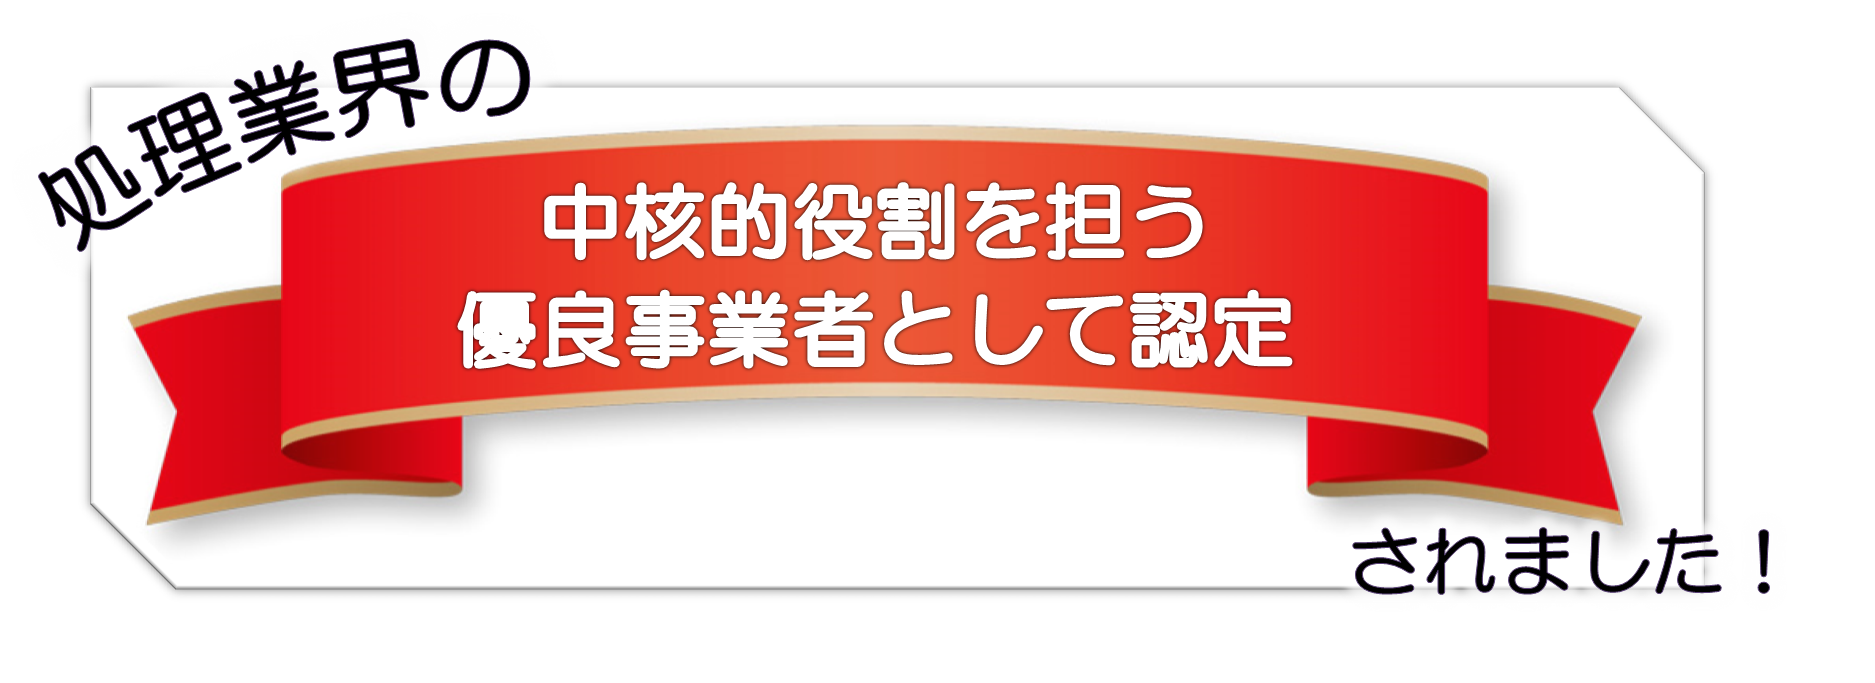 処理業界の
中核的役割を担う
優良事業者として認定
されました！